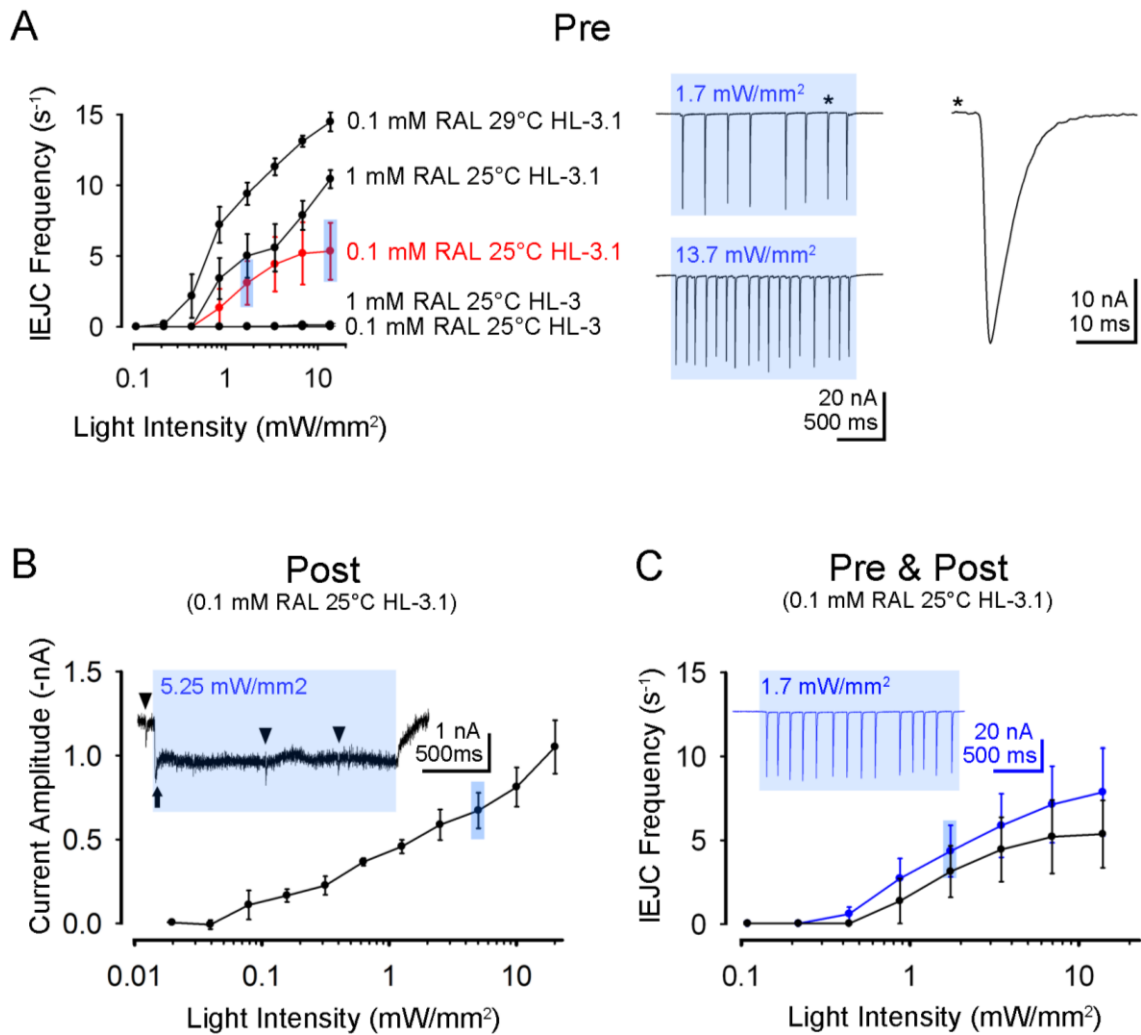 A
Pre
IEJC Frequency (s⁻¹)
15
10
5
0
0.1
1
10
Light Intensity (mW/mm²)
0.1 mM RAL 29°C HL-3.1
1 mM RAL 25°C HL-3.1
0.1 mM RAL 25°C HL-3.1
1 mM RAL 25°C HL-3
0.1 mM RAL 25°C HL-3
1.7 mW/mm²
*
13.7 mW/mm²
20 nA
500 ms
*
10 nA
10 ms
B
Post
(0.1 mM RAL 25°C HL-3.1)
Current Amplitude (-nA)
1.5
1.0
0.5
0.0
5.25 mW/mm2
1 nA
500ms
0.01
0.1
1
10
Light Intensity (mW/mm²)
C
Pre & Post
(0.1 mM RAL 25°C HL-3.1)
IEJC Frequency (s⁻¹)
15
10
5
0
1.7 mW/mm²
20 nA
500 ms
0.1
1
10
Light Intensity (mW/mm²)